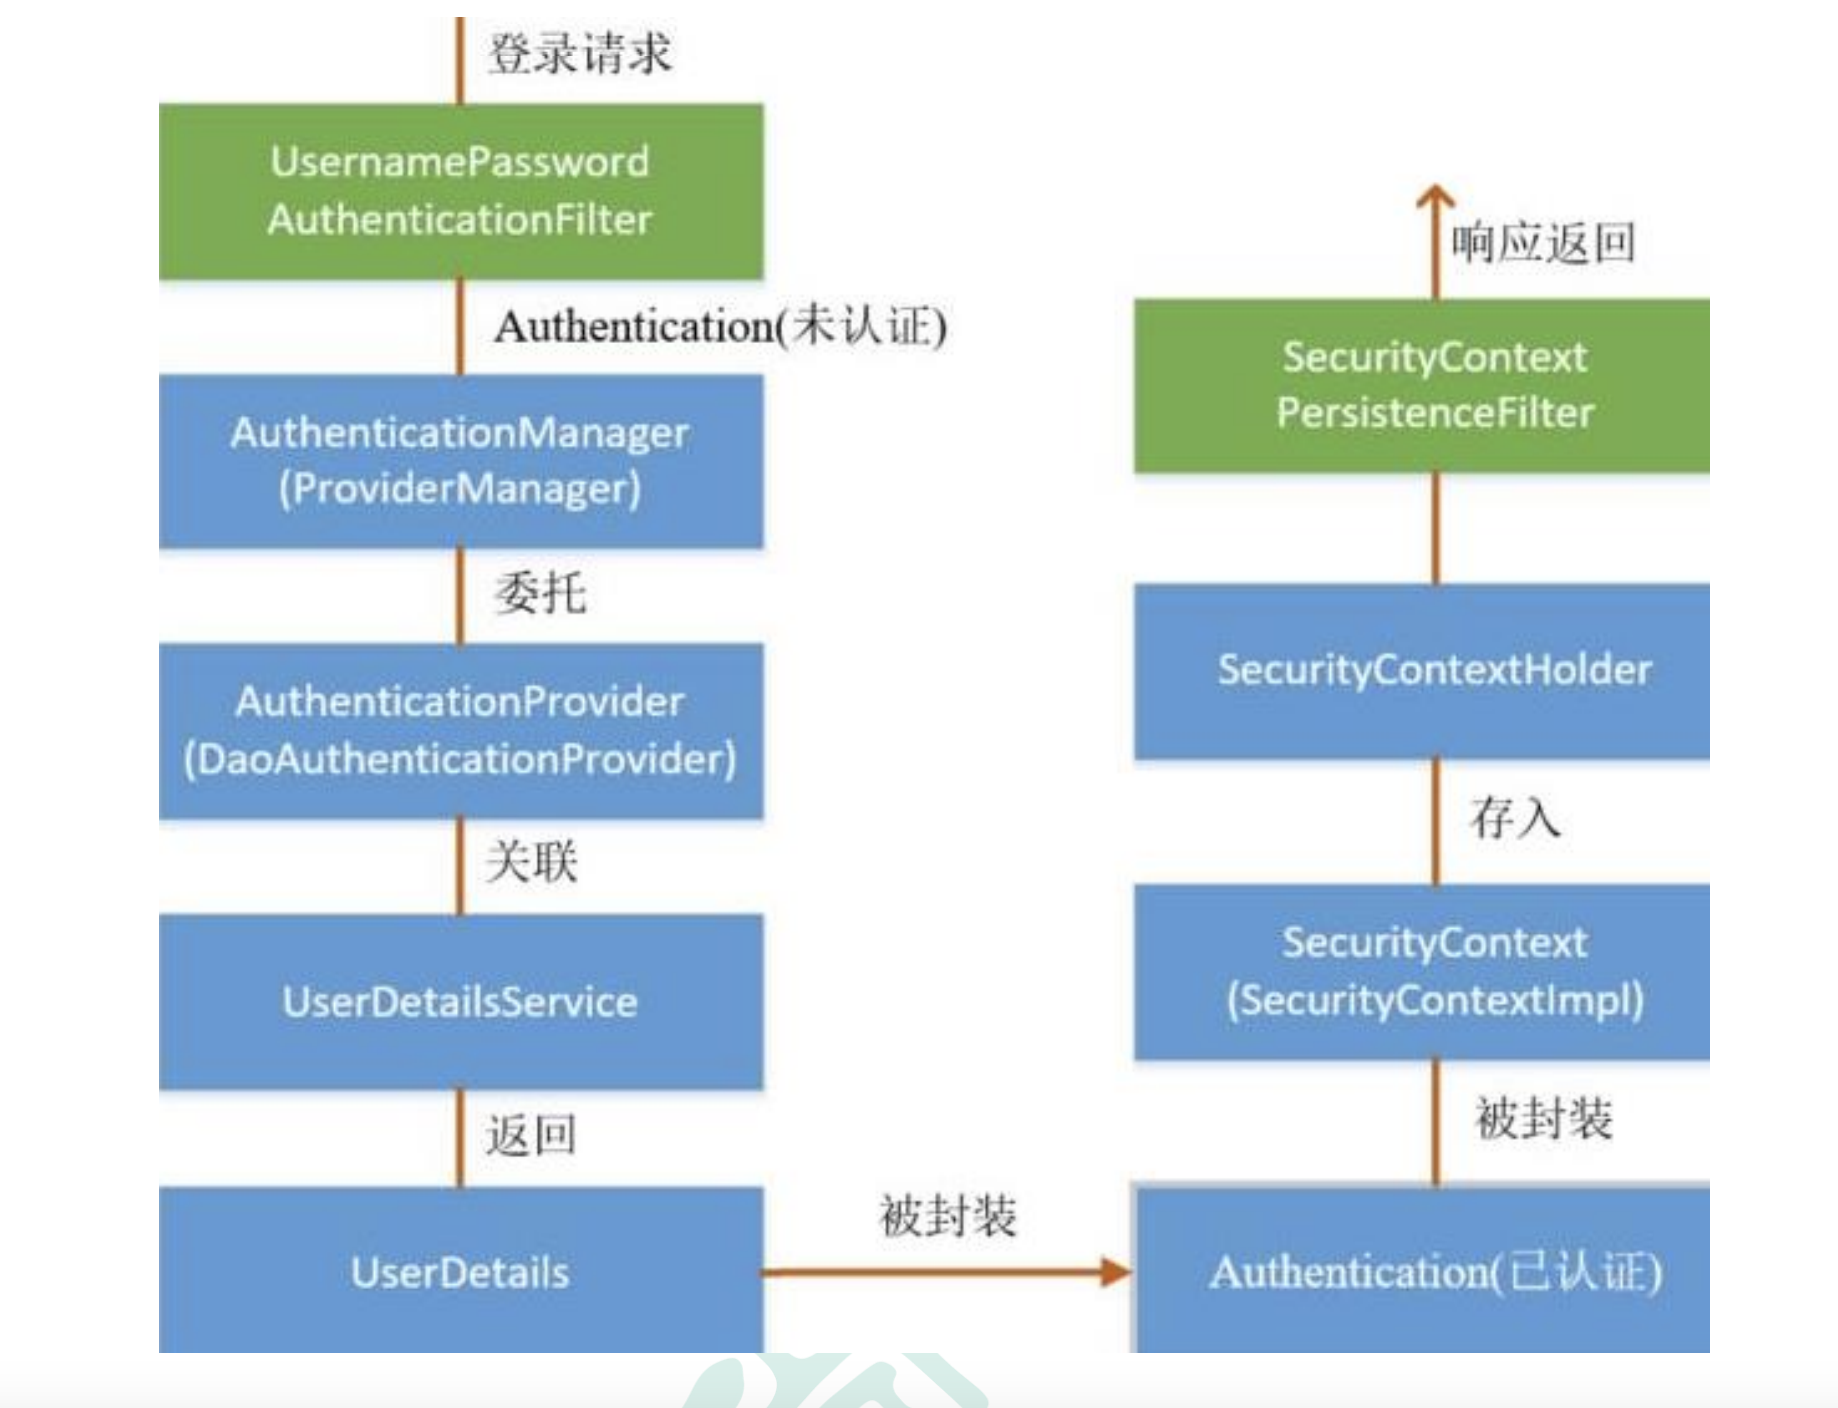 登录请求
UsernamePassword
AuthenticationFilter
Authentication(未认证)
AuthenticationManager
(ProviderManager)
委托
AuthenticationProvider
(DaoAuthenticationProvider)
关联
UserDetailsService
返回
UserDetails
被封装
Authentication(已认证)
被封装
SecurityContext
(SecurityContextImpl)
存入
SecurityContextHolder
SecurityContext
PersistenceFilter
响应返回